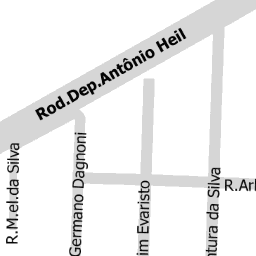 Rod.Dep.Antônio Heil
R.M.el.da Silva
Germano Dagnoni
im Evaristo
ntura da Silva
R.Arl